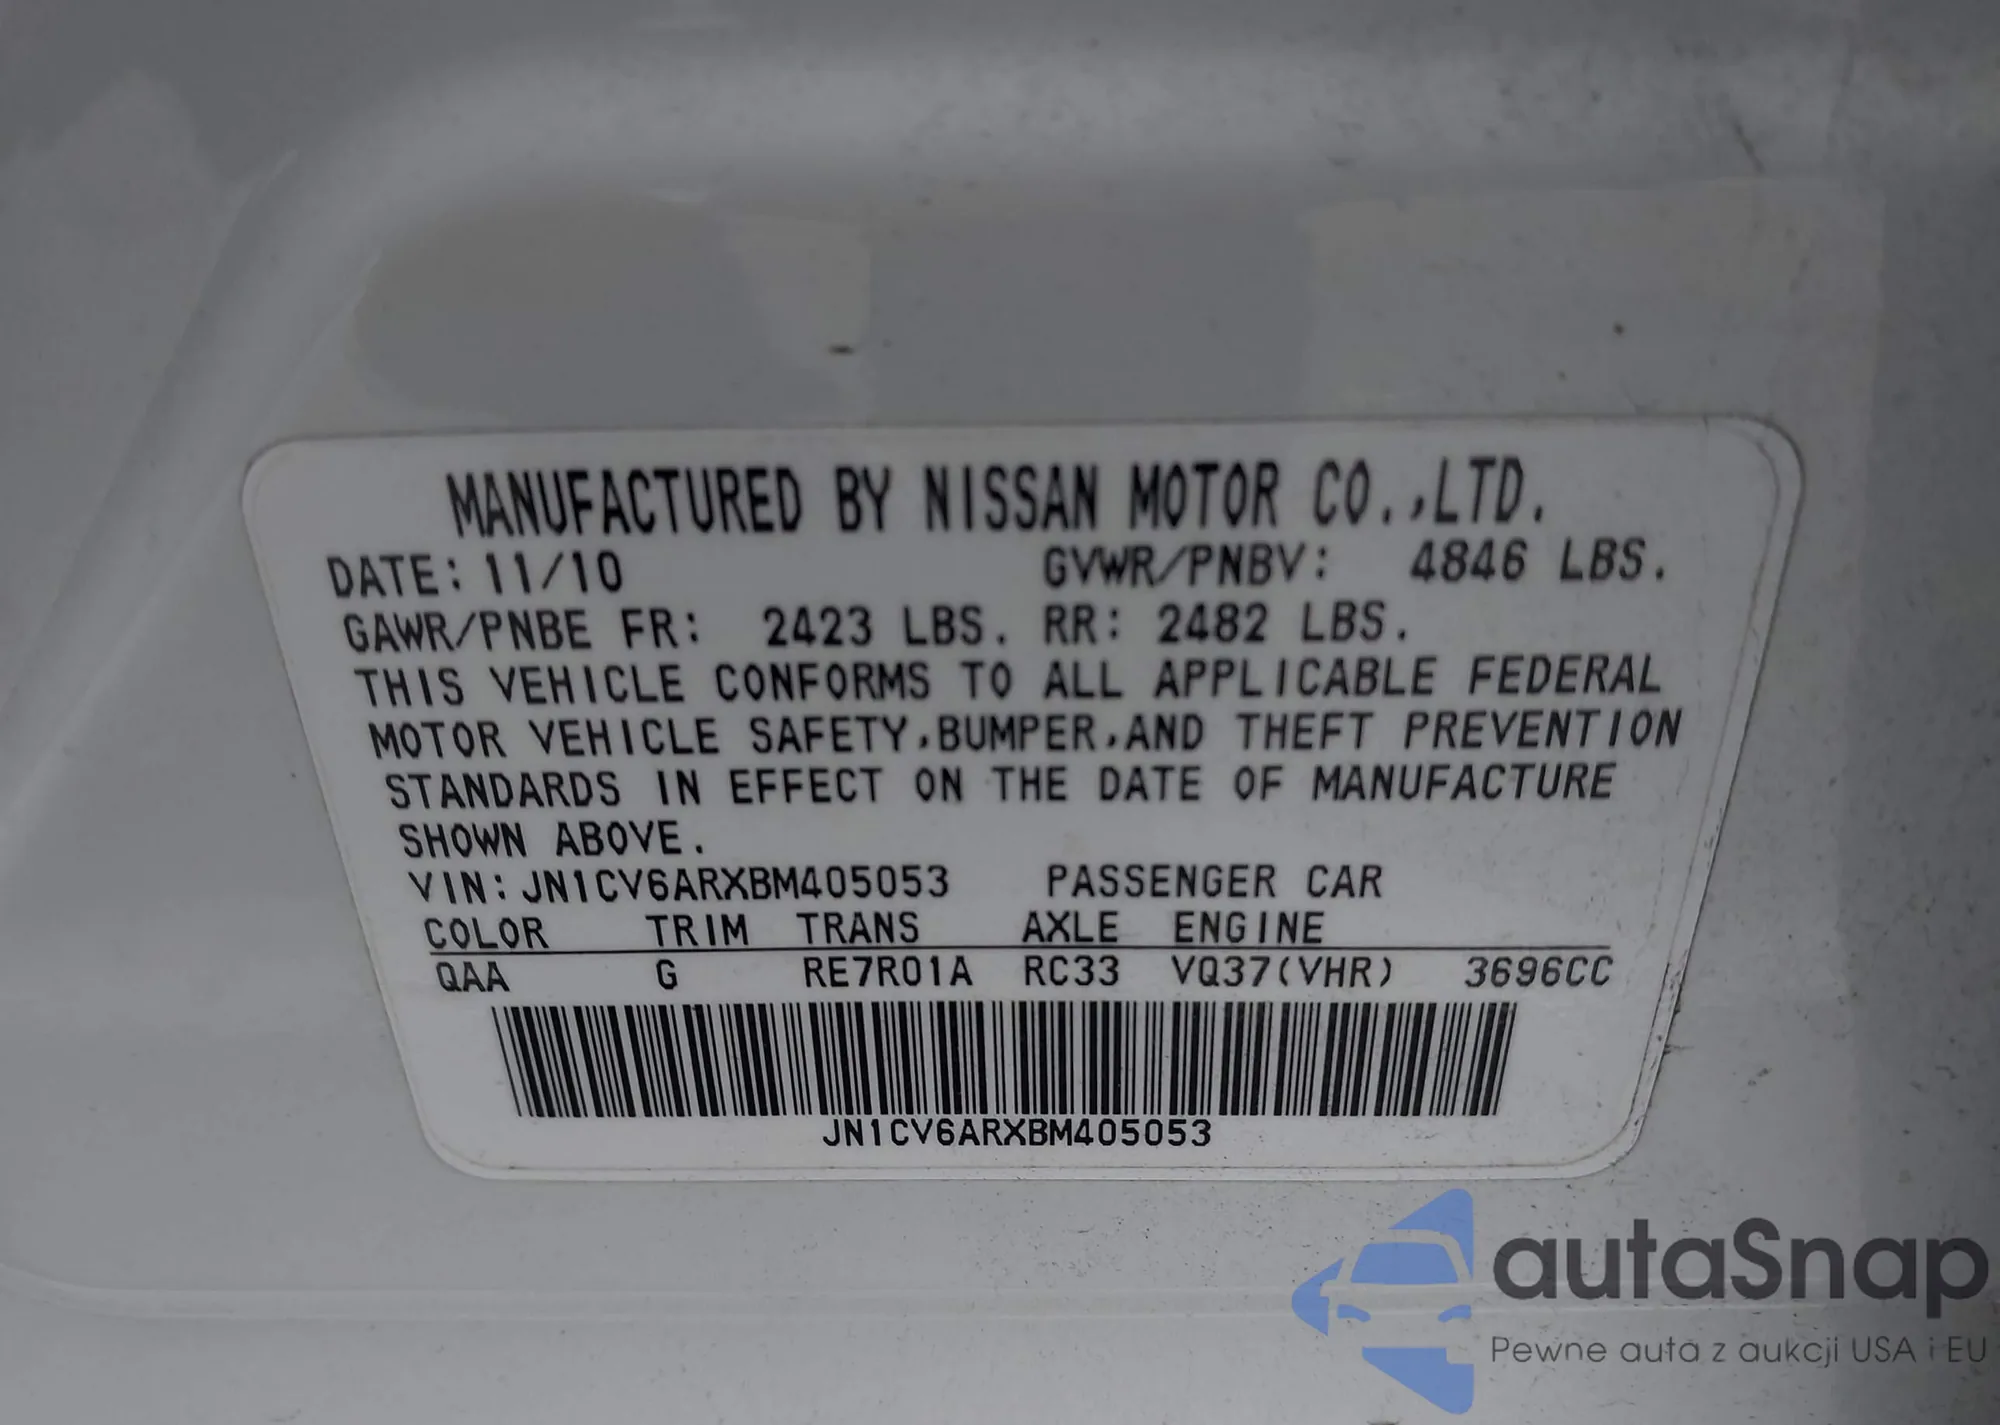 MANUFACTURED BY NISSAN MOTOR CO.,LTD.
DATE: 11/10 GVWR/PNBV: 4846 LBS.
GAWR/PNBE FR: 2423 LBS. RR: 2482 LBS.
THIS VEHICLE CONFORMS TO ALL APPLICABLE FEDERAL
MOTOR VEHICLE SAFETY,BUMPER,AND THEFT PREVENTION
STANDARDS IN EFFECT ON THE DATE OF MANUFACTURE
SHOWN ABOVE.
VIN: JN1CV6ARXBM405053 PASSENGER CAR
COLOR TRIM TRANS AXLE ENGINE
QAA G RE7R01A RC33 VQ37(VHR) 3696CC
JN1CV6ARXBM405053
autaSnap
Pewne auta z aukcji USA i EU